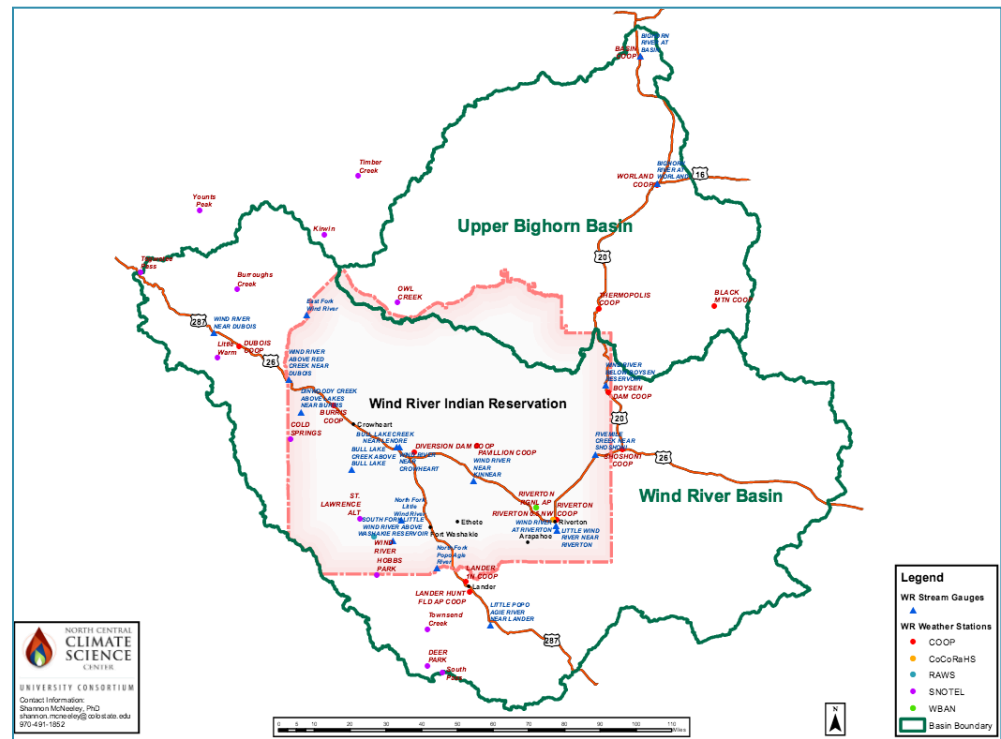 BIGHORN
RIVER AT
BASIN
BASIN
COOP
Timber
Creek
BIGHORN
RIVER AT
WORLAND
WORLAND
COOP
16
Younts
Peak
Upper Bighorn Basin
Kirwin
20
Burroughs
Creek
OWL
CREEK
THERMOPOLIS
COOP
BLACK
MTN COOP
East Fork
Wind River
287
WIND RIVER
NEAR DUBOIS
Little
Warm
DUBOIS
COOP
26
WIND RIVER
ABOVE RED
CREEK NEAR
DUBOIS
WIND RIVER
BELOW BOYSEN
RESERVOIR
BOYSEN
DAM COOP
DINWOODY CREEK
ABOVE LAKES
NEAR BURRIS
BURRIS
COOP
Wind River Indian Reservation
20
Crowheart
COLD
SPRINGS
BULL LAKE CREEK
NEAR LENORE
BULL LAKE
CREEK ABOVE
BULL LAKE
DIVERSION DAM COOP
PAVILLION COOP
WIND RIVER
NEAR
CROWHEART
WIND RIVER
NEAR
KINNEAR
FIVEMILE
CREEK NEAR
SHOSHONI
SHOSHONI
COOP
26
Wind River Basin
ST.
LAWRENCE
ALT
North Fork
Little
Wind River
SOUTH FORK LITTLE
WIND RIVER ABOVE
WASHAKIE RESERVOIR
WIND
RIVER
HOBBS
PARK
Ethete
Fort Washakie
RIVERTON
RGNL AP
RIVERTON
COOP
Riverton
WIND RIVER
AT RIVERTON
LITTLE WIND
RIVER NEAR
RIVERTON
Arapahoe
North Fork
Popo Agie
River
LANDER
1N COOP
Lander
LANDER HUNT
FLD AP COOP
Townsend
Creek
LITTLE POPO
AGIE RIVER
NEAR LANDER
287
DEER
PARK
South
Pass
Legend
WR Stream Gauges
WR Weather Stations
COOP
CoCoRaHS
RAWS
SNOTEL
WBAN
Basin Boundary
NORTH CENTRAL
CLIMATE
SCIENCE
CENTER
UNIVERSITY CONSORTIUM
Contact Information:
Shannon McNeeley, PhD
shannon.mcneeley@colostate.edu
970-491-1852
0 5 10 20 30 40 50 60 70 80 90 100 110
Miles
N